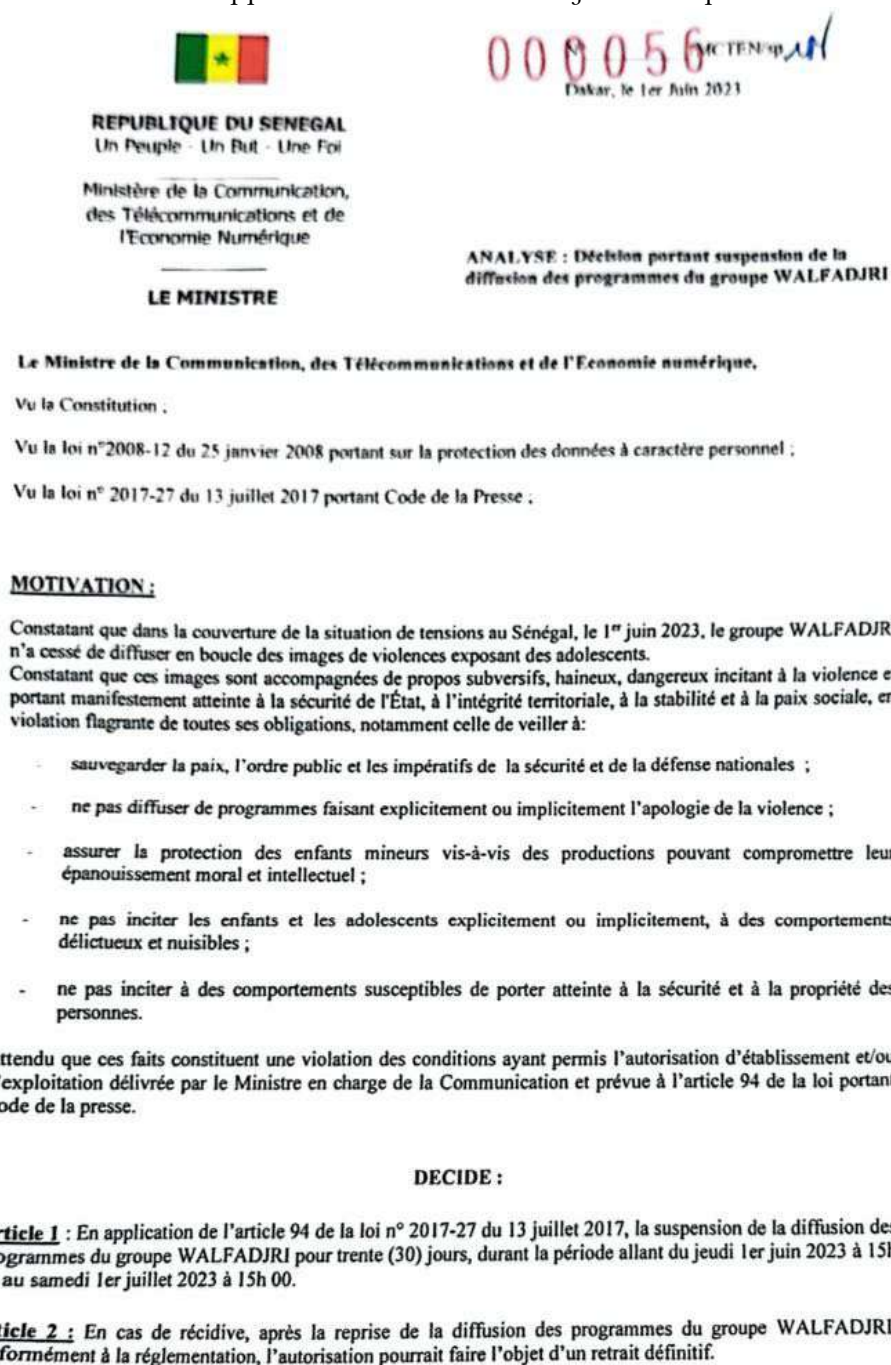 000056 MCTEN/sp
Dakar, le 1er Juin 2023
REPUBLIQUE DU SENEGAL
Un Peuple - Un But - Une Foi
Ministère de la Communication,
des Télécommunications et de
l'Economie Numérique
LE MINISTRE
ANALYSE : Décision portant suspension de la
diffusion des programmes du groupe WALFADJRI
Le Ministre de la Communication, des Télécommunications et de l'Economie numérique,
Vu la Constitution ;
Vu la loi n°2008-12 du 25 janvier 2008 portant sur la protection des données à caractère personnel ;
Vu la loi n° 2017-27 du 13 juillet 2017 portant Code de la Presse ;
MOTIVATION :
Constatant que dans la couverture de la situation de tensions au Sénégal, le 1er juin 2023, le groupe WALFADJR
n'a cessé de diffuser en boucle des images de violences exposant des adolescents.
Constatant que ces images sont accompagnées de propos subversifs, haineux, dangereux incitant à la violence e
portant manifestement atteinte à la sécurité de l'État, à l'intégrité territoriale, à la stabilité et à la paix sociale, en
violation flagrante de toutes ses obligations, notamment celle de veiller à:
- sauvegarder la paix, l'ordre public et les impératifs de la sécurité et de la défense nationales ;
- ne pas diffuser de programmes faisant explicitement ou implicitement l'apologie de la violence ;
- assurer la protection des enfants mineurs vis-à-vis des productions pouvant compromettre leur
épanouissement moral et intellectuel ;
- ne pas inciter les enfants et les adolescents explicitement ou implicitement, à des comportements
délictueux et nuisibles ;
- ne pas inciter à des comportements susceptibles de porter atteinte à la sécurité et à la propriété des
personnes.
ttendu que ces faits constituent une violation des conditions ayant permis l'autorisation d'établissement et/ou
'exploitation délivrée par le Ministre en charge de la Communication et prévue à l'article 94 de la loi portant
ode de la presse.
DECIDE :
rticle 1 : En application de l'article 94 de la loi n° 2017-27 du 13 juillet 2017, la suspension de la diffusion des
ogrammes du groupe WALFADJRI pour trente (30) jours, durant la période allant du jeudi 1er juin 2023 à 15h
au samedi 1er juillet 2023 à 15h 00.
ticle 2 : En cas de récidive, après la reprise de la diffusion des programmes du groupe WALFADJRI
formément à la réglementation, l'autorisation pourrait faire l'objet d'un retrait définitif.